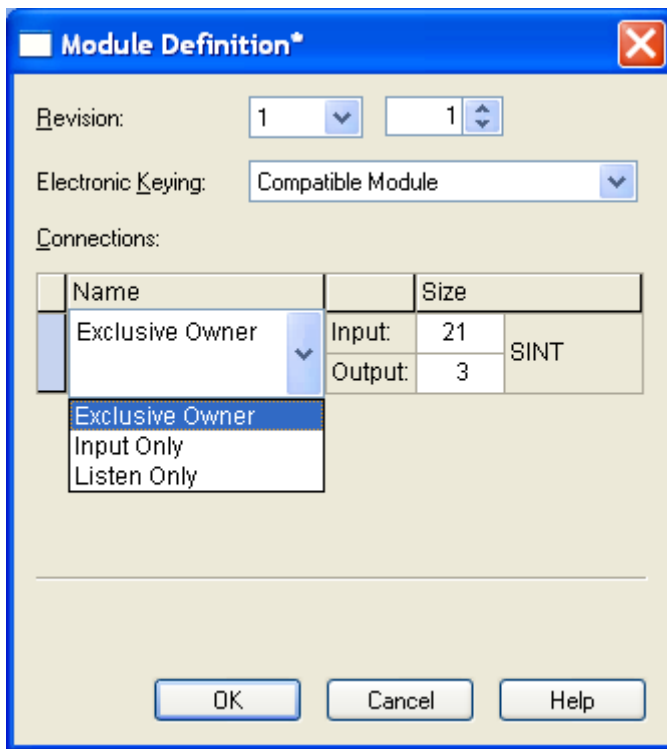 Module Definition*
Revision: 1 1
Electronic Keying: Compatible Module
Connections:
Name Size
Exclusive Owner Input: 21 SINT
Output: 3
Exclusive Owner
Input Only
Listen Only
OK Cancel Help